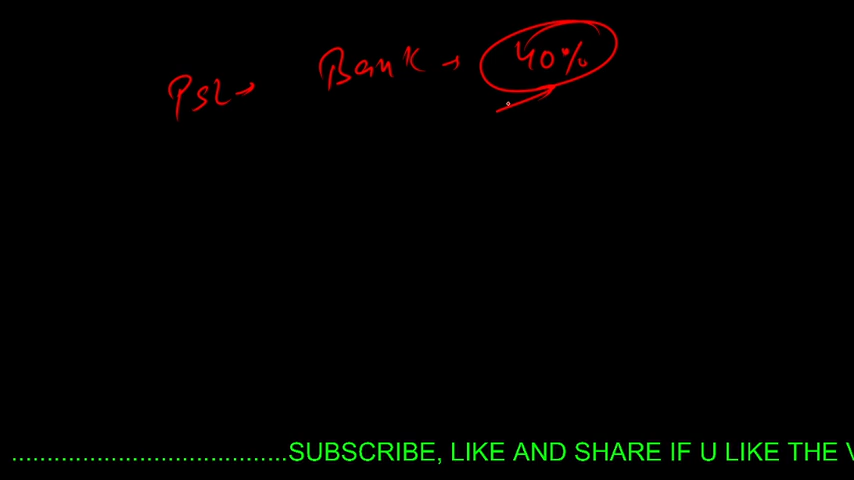 PSL → Bank → 40%
.......................................SUBSCRIBE, LIKE AND SHARE IF U LIKE THE V